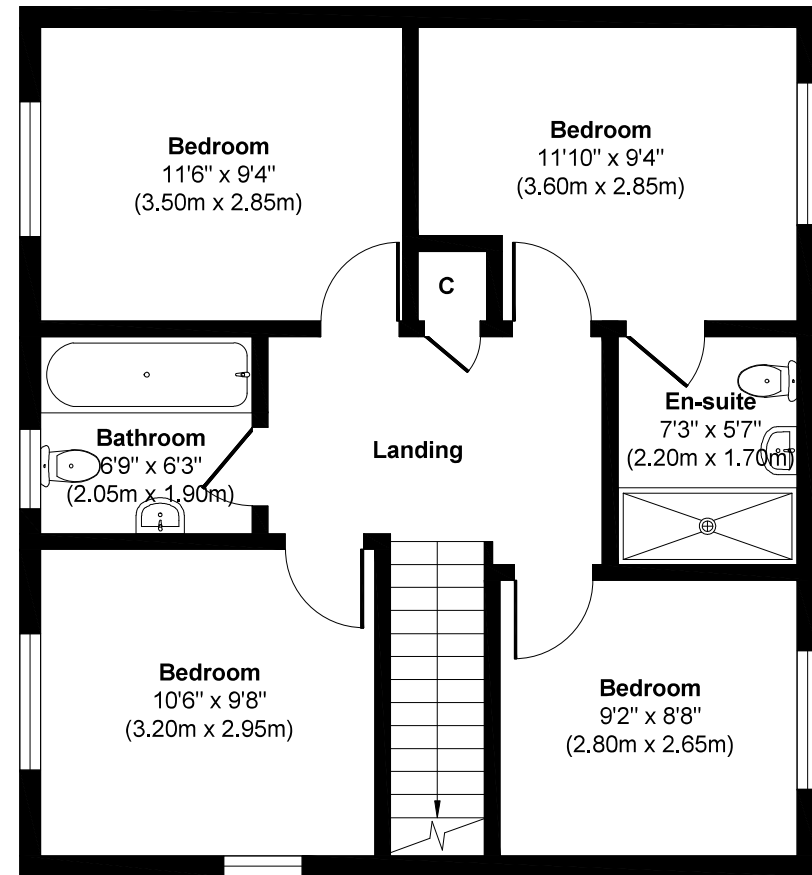 Bedroom
11'6" x 9'4"
(3.50m x 2.85m)
Bedroom
11'10" x 9'4"
(3.60m x 2.85m)
C
Bathroom
6'9" x 6'3"
(2.05m x 1.90m)
Landing
En-suite
7'3" x 5'7"
(2.20m x 1.70m)
Bedroom
10'6" x 9'8"
(3.20m x 2.95m)
Bedroom
9'2" x 8'8"
(2.80m x 2.65m)